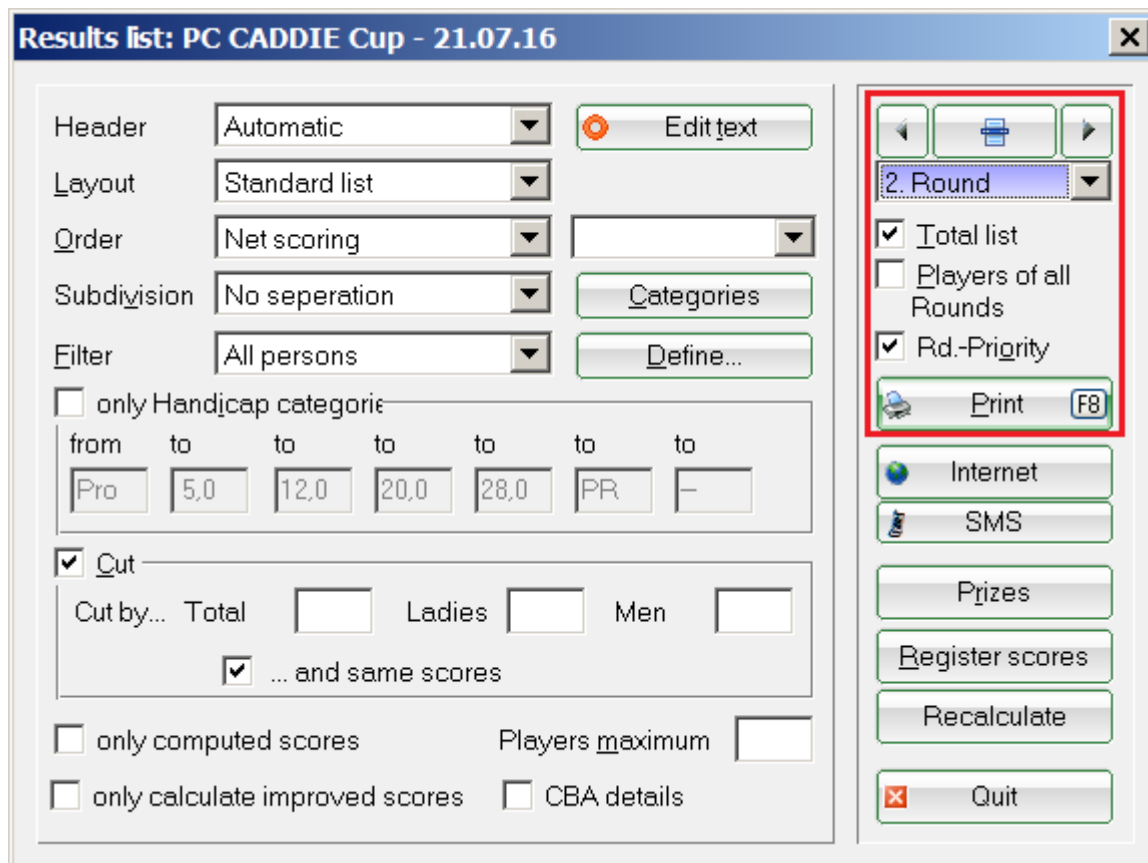 Results list: PC CADDIE Cup - 21.07.16
Header Automatic Edit text
Layout Standard list
Order Net scoring
Subdivision No seperation Categories
Filter All persons Define...
only Handicap categorie
from to to to to to to
Pro 5,0 12,0 20,0 28,0 PR –
Cut
Cut by... Total Ladies Men
... and same scores
only computed scores Players maximum
only calculate improved scores CBA details
2. Round
Total list
Players of all
Rounds
Rd.-Priority
Print F8
Internet
SMS
Prizes
Register scores
Recalculate
Quit